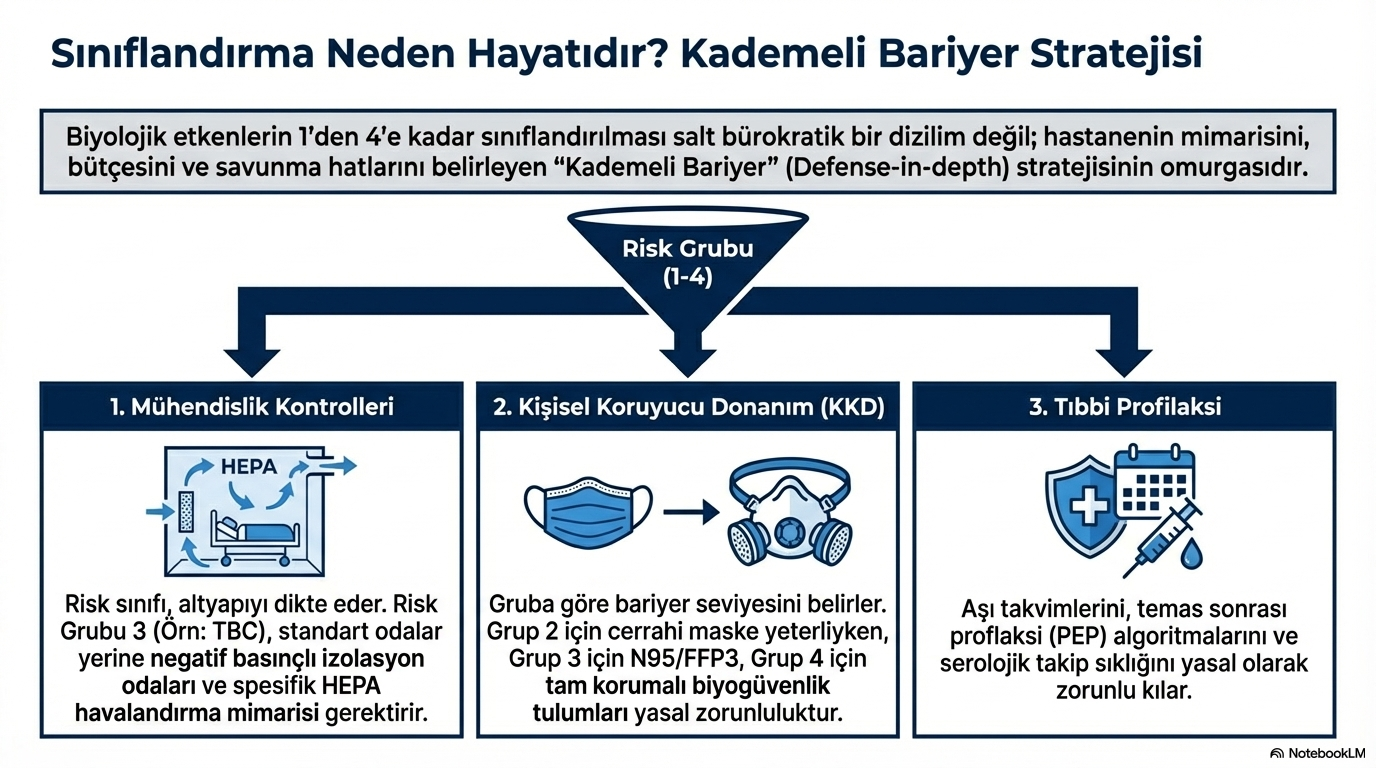 Sınıflandırma Neden Hayatıdır? Kademeli Bariyer Stratejisi
Biyolojik etkenlerin 1’den 4’e kadar sınıflandırılması salt bürokratik bir dizilim değil; hastanenin mimarisini,
bütçesini ve savunma hatlarını belirleyen “Kademeli Bariyer” (Defense-in-depth) stratejisinin omurgasıdır.
Risk Grubu
(1-4)
1. Mühendislik Kontrolleri
HEPA
Risk sınıfı, altyapıyı dikte eder. Risk
Grubu 3 (Örn: TBC), standart odalar
yerine negatif basınçlı izolasyon
odaları ve spesifik HEPA
havalandırma mimarisi gerektirir.
2. Kişisel Koruyucu Donanım (KKD)
Gruba göre bariyer seviyesini belirler.
Grup 2 için cerrahi maske yeterliyken,
Grup 3 için N95/FFP3, Grup 4 için
tam korumalı biyogüvenlik
tulumları yasal zorunluluktur.
3. Tıbbi Profilaksi
Aşı takvimlerini, temas sonrası
proflaksi (PEP) algoritmalarını ve
serolojik takip sıklığını yasal olarak
zorunlu kılar.
NotebookLM